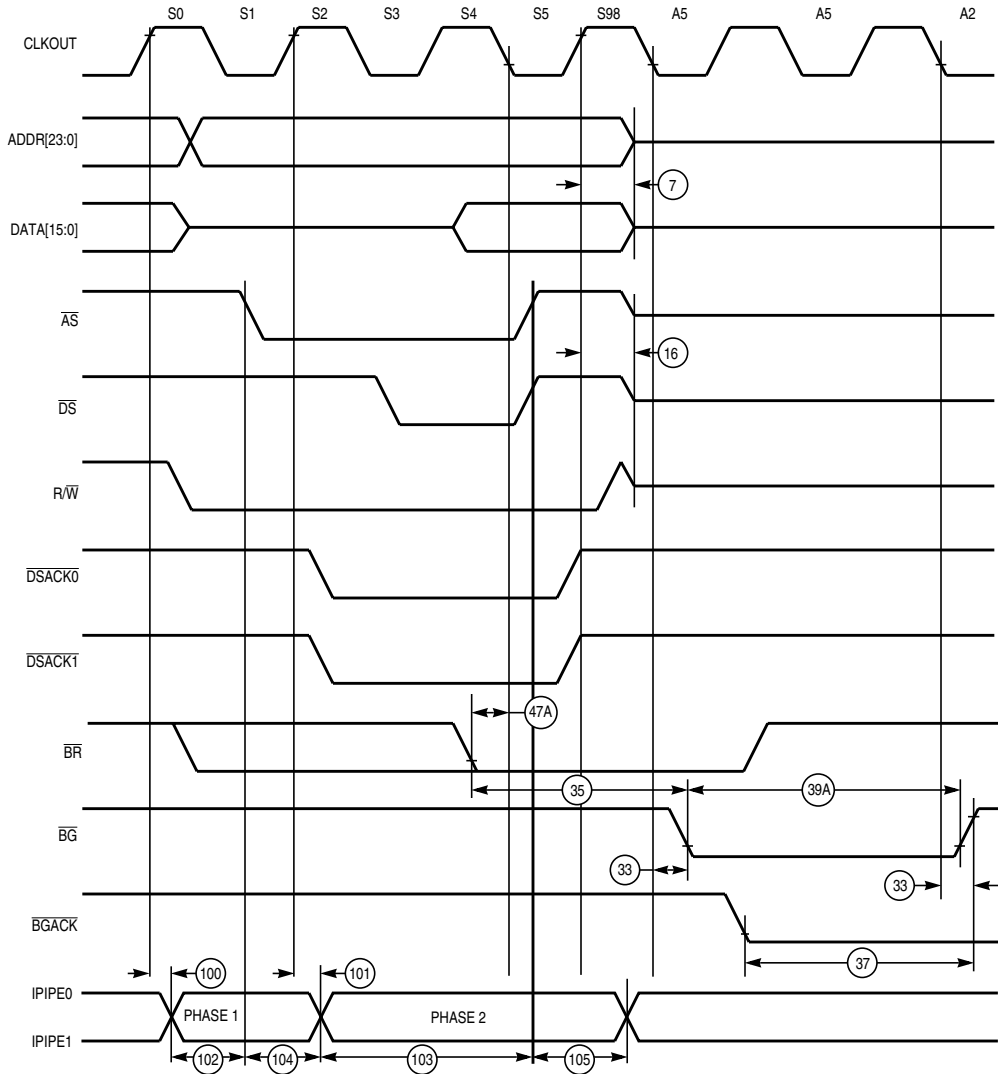 S0 S1 S2 S3 S4 S5 S98 A5 A5 A2
CLKOUT
ADDR[23:0]
7
DATA[15:0]
AS
16
DS
R/W
DSACK0
DSACK1
47A
BR
35 39A
BG
33 33
BGACK
37
100 101
IPIPE0
PHASE 1 PHASE 2
IPIPE1
102 104 103 105